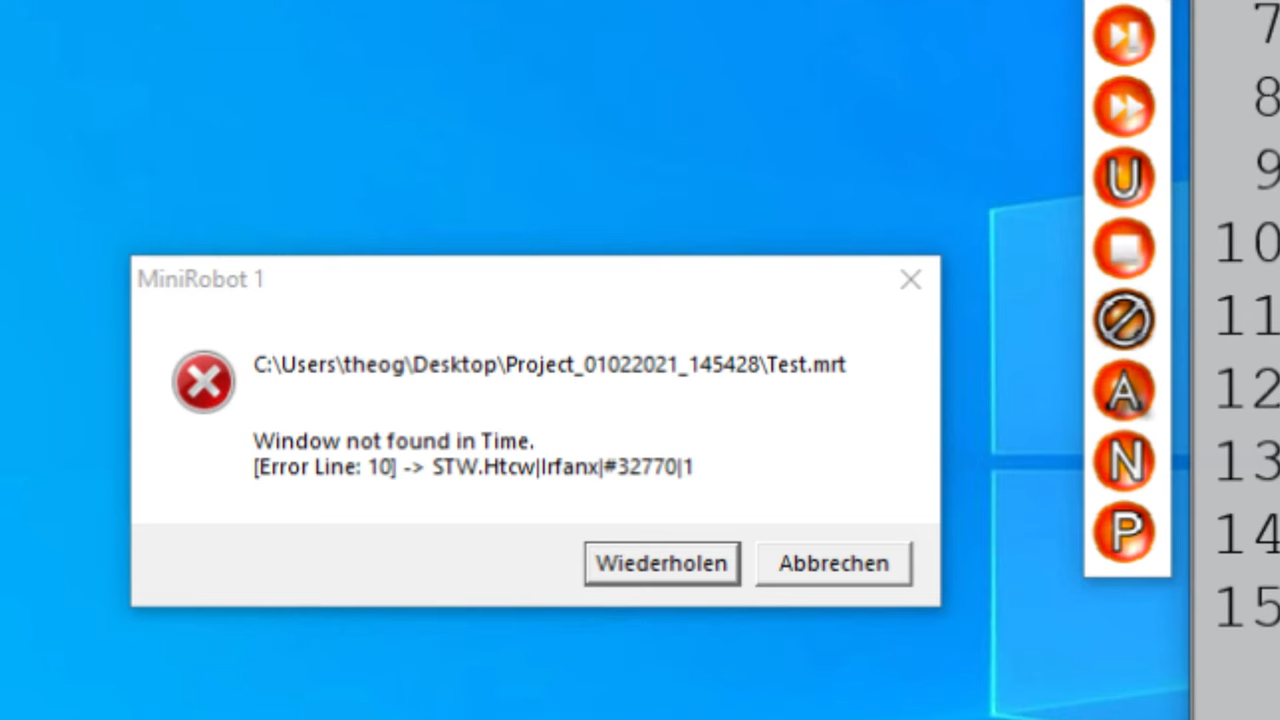 MiniRobot 1
C:\Users\theog\Desktop\Project_01022021_145428\Test.mrt
Window not found in Time.
[Error Line: 10] -> STW.Htcw|Irfanx|#32770|1
Wiederholen
Abbrechen
U
A
N
P
7
8
9
10
11
12
13
14
15